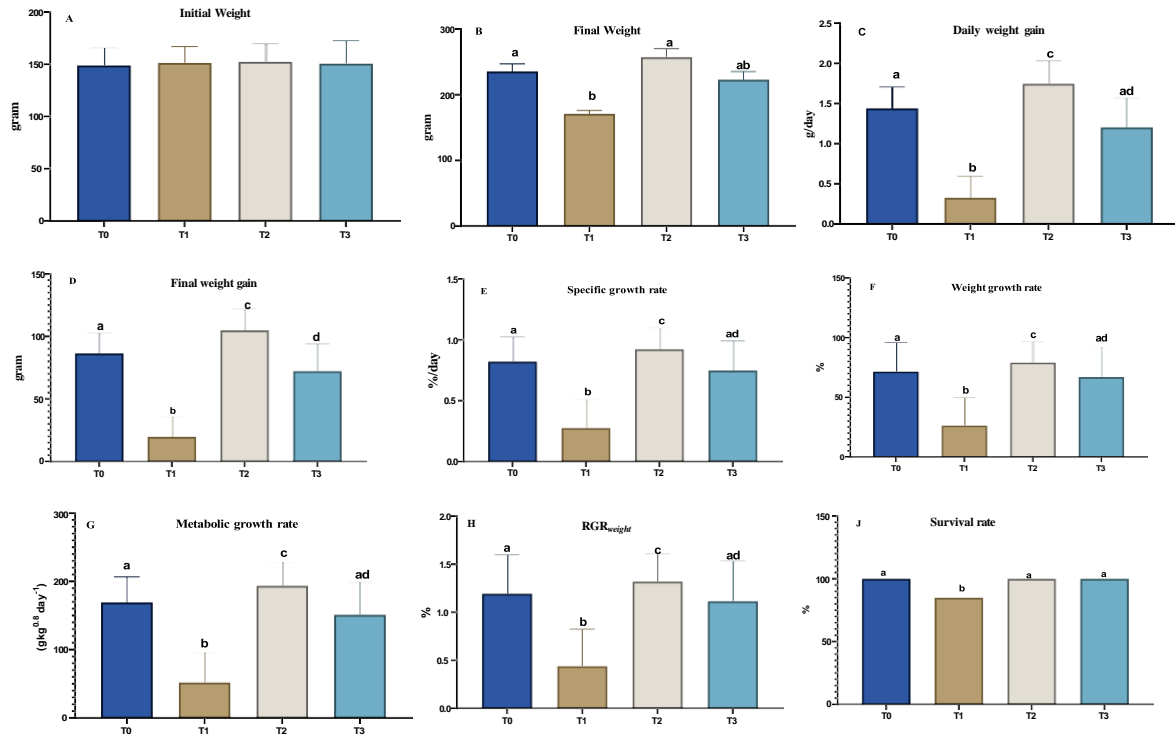 A
Initial Weight
200
150
100
50
0
gram
T0
T1
T2
T3
B
Final Weight
300
200
100
0
gram
a
b
a
ab
T0
T1
T2
T3
C
Daily weight gain
2.5
2.0
1.5
1.0
0.5
0.0
g/day
a
b
c
ad
T0
T1
T2
T3
D
Final weight gain
150
100
50
0
gram
a
b
c
d
T0
T1
T2
T3
E
Specific growth rate
1.5
1.0
0.5
0.0
%/day
a
b
c
ad
T0
T1
T2
T3
F
Weight growth rate
150
100
50
0
%
a
b
c
ad
T0
T1
T2
T3
G
Metabolic growth rate
300
200
100
0
(gkg0.8 day-1)
a
b
c
ad
T0
T1
T2
T3
H
RGRweight
2.0
1.5
1.0
0.5
0.0
%
a
b
c
ad
T0
T1
T2
T3
J
Survival rate
150
100
50
0
%
a
b
a
a
T0
T1
T2
T3